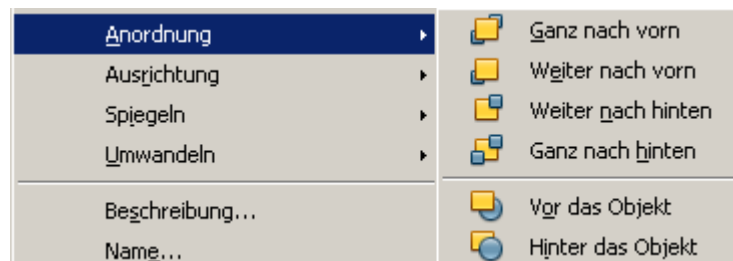 Anordnung
Ausrichtung
Spiegeln
Umwandeln
Beschreibung...
Name...
Ganz nach vorn
Weiter nach vorn
Weiter nach hinten
Ganz nach hinten
Vor das Objekt
Hinter das Objekt